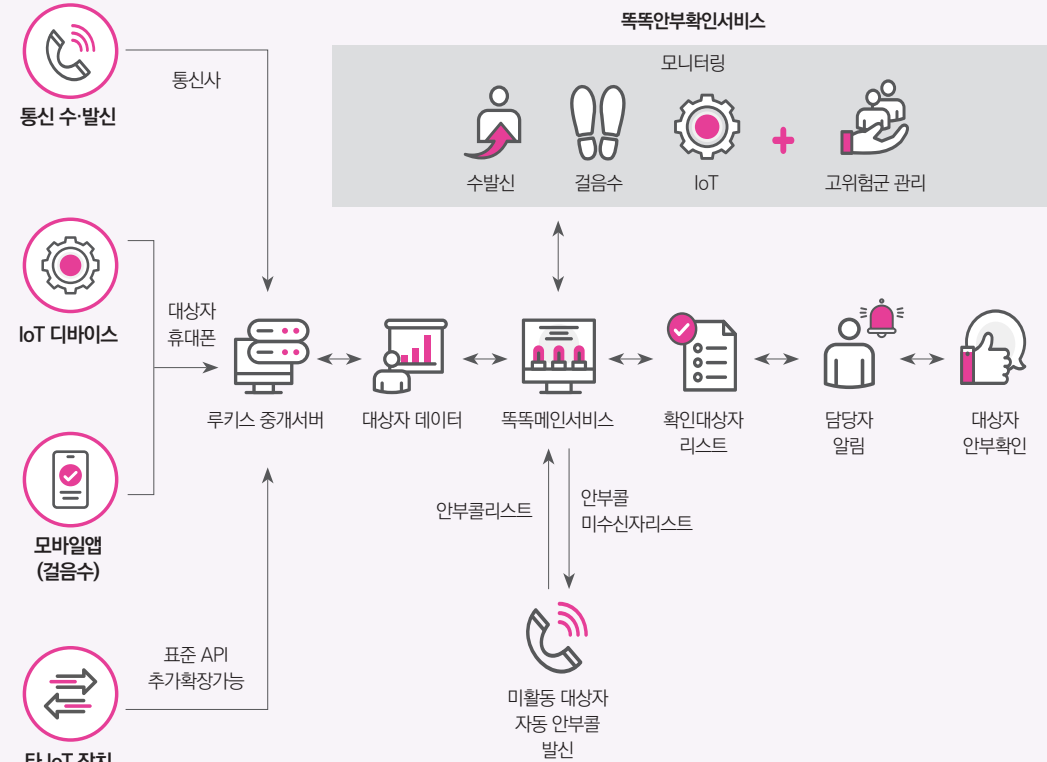 똑똑안부확인서비스
모니터링
수발신
걸음수
IoT
고위험군 관리
통신 수·발신
통신사
IoT 디바이스
대상자
휴대폰
모바일앱
(걸음수)
표준 API
추가확장가능
타 IoT 장치
루키스 중개서버
대상자 데이터
똑똑메인서비스
확인대상자
리스트
담당자
알림
대상자
안부확인
안부콜리스트
안부콜
미수신자리스트
미활동 대상자
자동 안부콜
발신